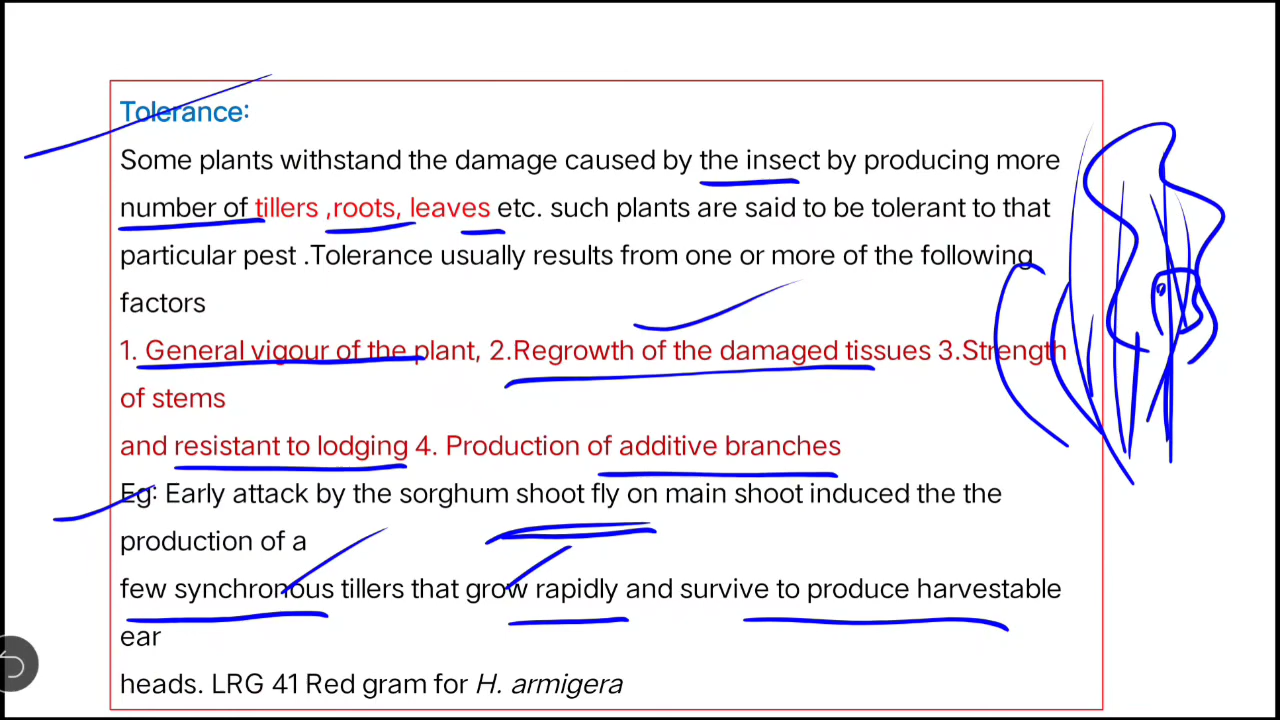 Tolerance:
Some plants withstand the damage caused by the insect by producing more
number of tillers ,roots, leaves etc. such plants are said to be tolerant to that
particular pest .Tolerance usually results from one or more of the following
factors
1. General vigour of the plant, 2.Regrowth of the damaged tissues 3.Strength
of stems
and resistant to lodging 4. Production of additive branches
Eg: Early attack by the sorghum shoot fly on main shoot induced the the
production of a
few synchronous tillers that grow rapidly and survive to produce harvestable
ear
heads. LRG 41 Red gram for H. armigera